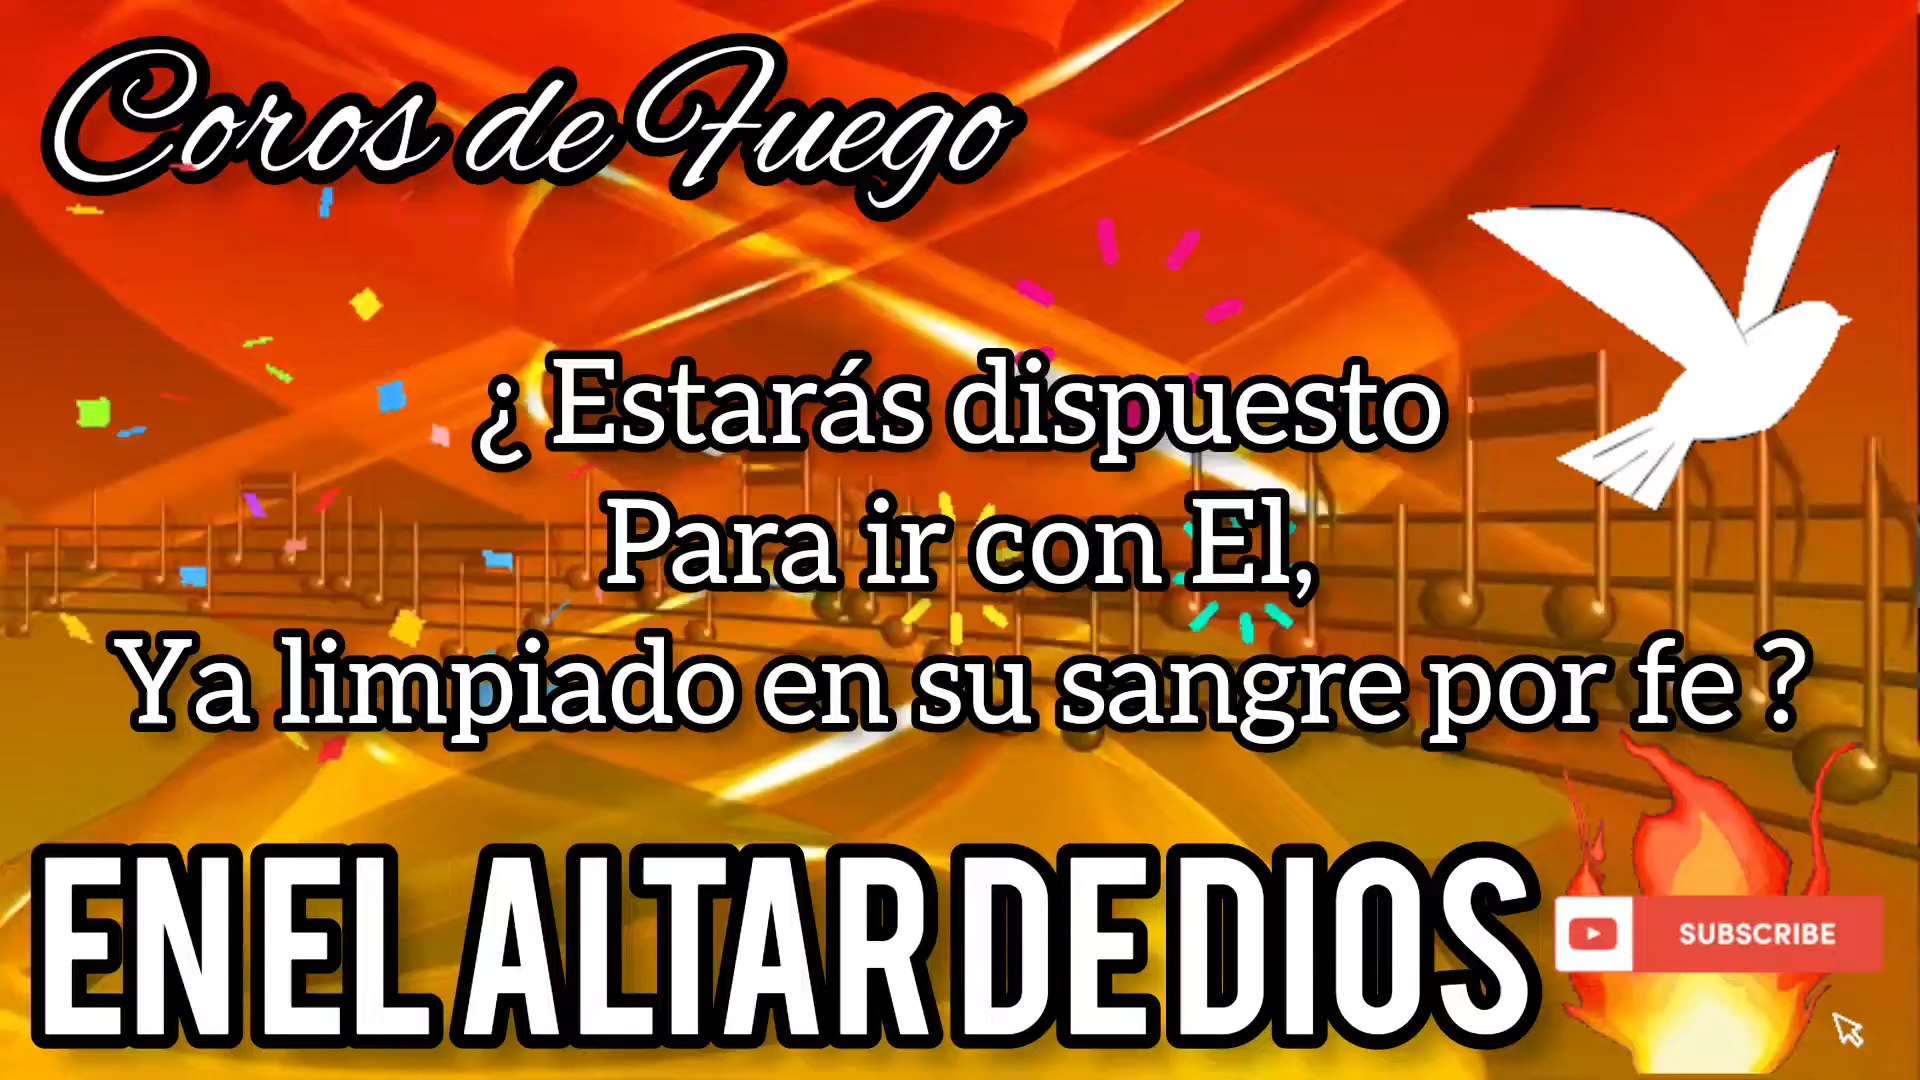 Coros de Fuego
¿ Estarás dispuesto
Para ir con El,
Ya limpiado en su sangre por fe ?
EN EL ALTAR DE DIOS
SUBSCRIBE